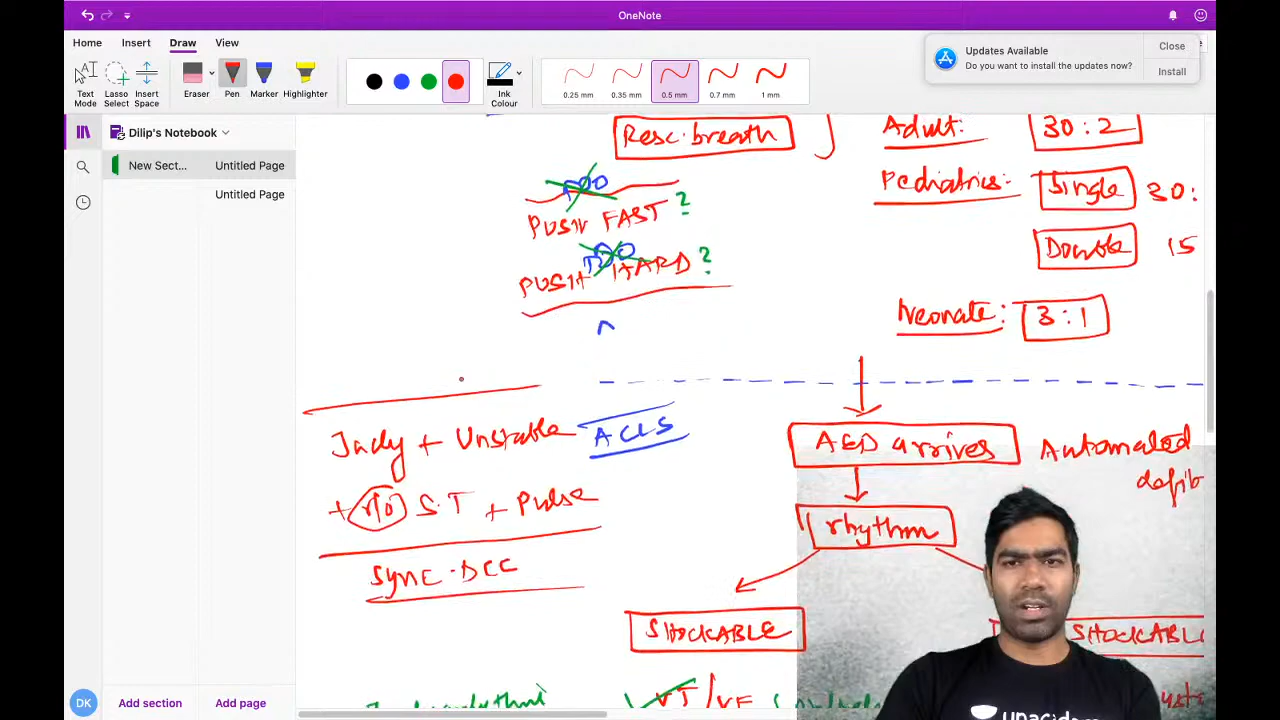 OneNote
Home Insert Draw View
Updates Available
Do you want to install the updates now?
Close
Install
Text Mode
Lasso Select
Insert Space
Eraser
Pen
Marker
Highlighter
Ink Colour
0.25 mm
0.35 mm
0.5 mm
0.7 mm
1 mm
Dilip's Notebook
New Sect...
Untitled Page
Untitled Page
Resc. breath
PUSH FAST ?
PUSH HARD ?
Adult: 30:2
Pediatrics: Single 30:
Double 15
Neonate: 3:1
Tachy + Unstable
ACLS
+ r/o S.T + Pulse
Sync. DCC
AED arrives
Automated
defib
rhythm
SHOCKABLE
SHOCKABLE
VT/VF
DK
Add section
Add page